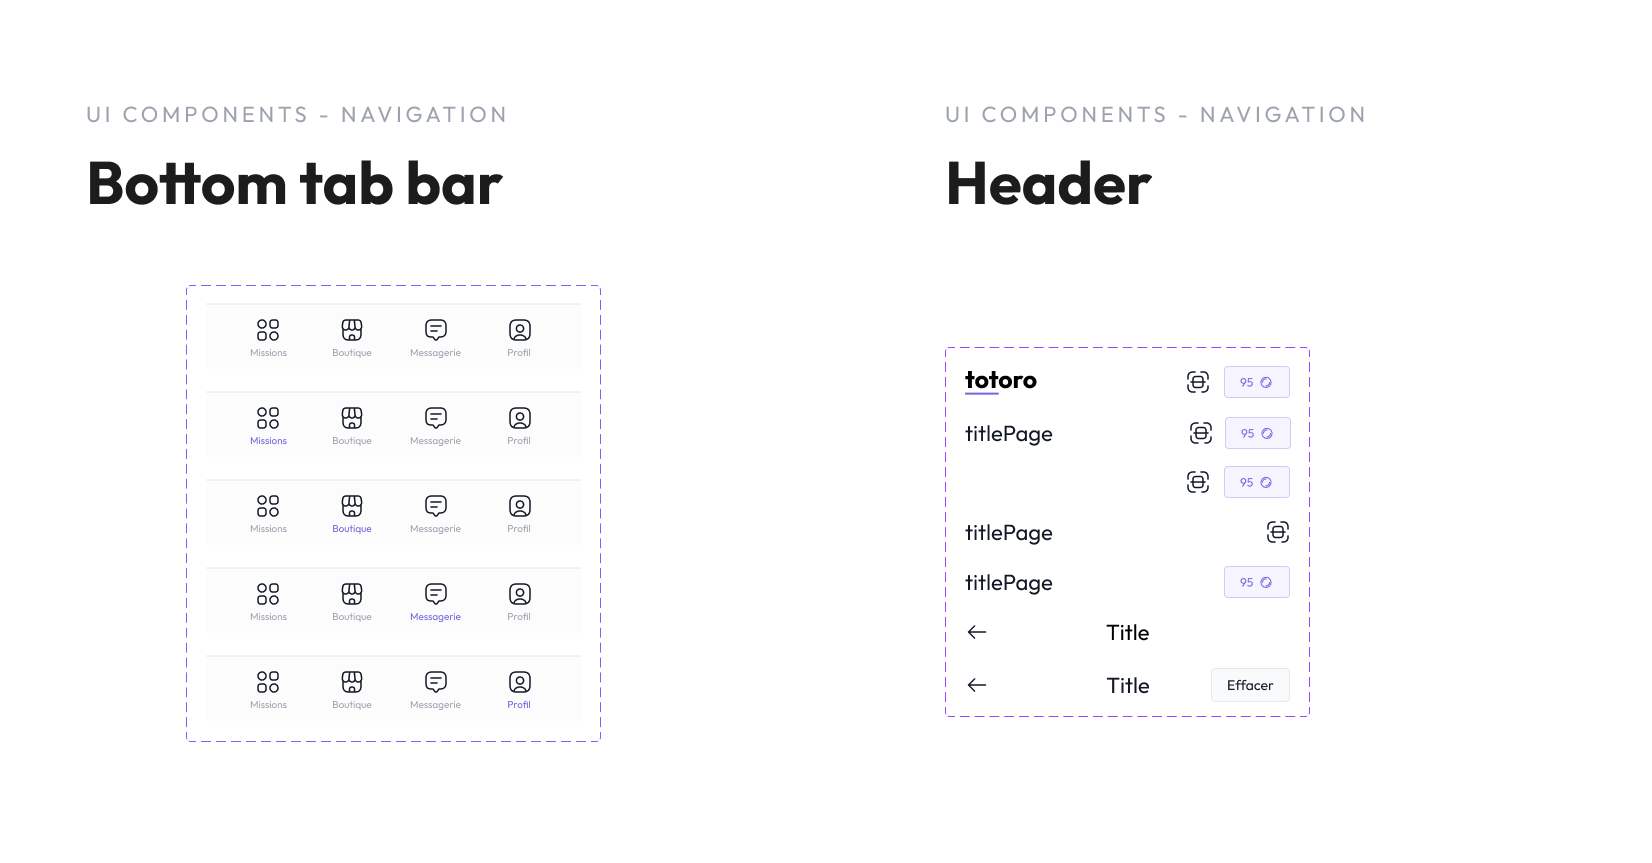 UI COMPONENTS - NAVIGATION
Bottom tab bar
Missions Boutique Messagerie Profil
Missions Boutique Messagerie Profil
Missions Boutique Messagerie Profil
Missions Boutique Messagerie Profil
Missions Boutique Messagerie Profil
UI COMPONENTS - NAVIGATION
Header
totoro 95
titlePage 95
95
titlePage
titlePage 95
Title
Title Effacer